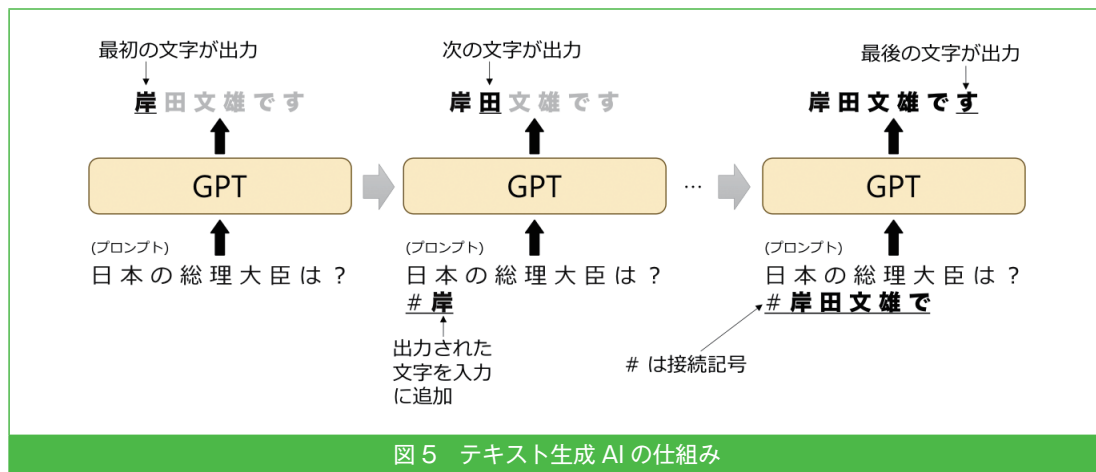 最初の文字が出力
岸田文雄です
GPT
(プロンプト)
日本の総理大臣は？
次の文字が出力
岸田文雄です
GPT
(プロンプト)
日本の総理大臣は？
# 岸
出力された
文字を入力
に追加
…
最後の文字が出力
岸田文雄です
GPT
(プロンプト)
日本の総理大臣は？
# 岸田文雄で
# は接続記号
図 5　テキスト生成 AI の仕組み